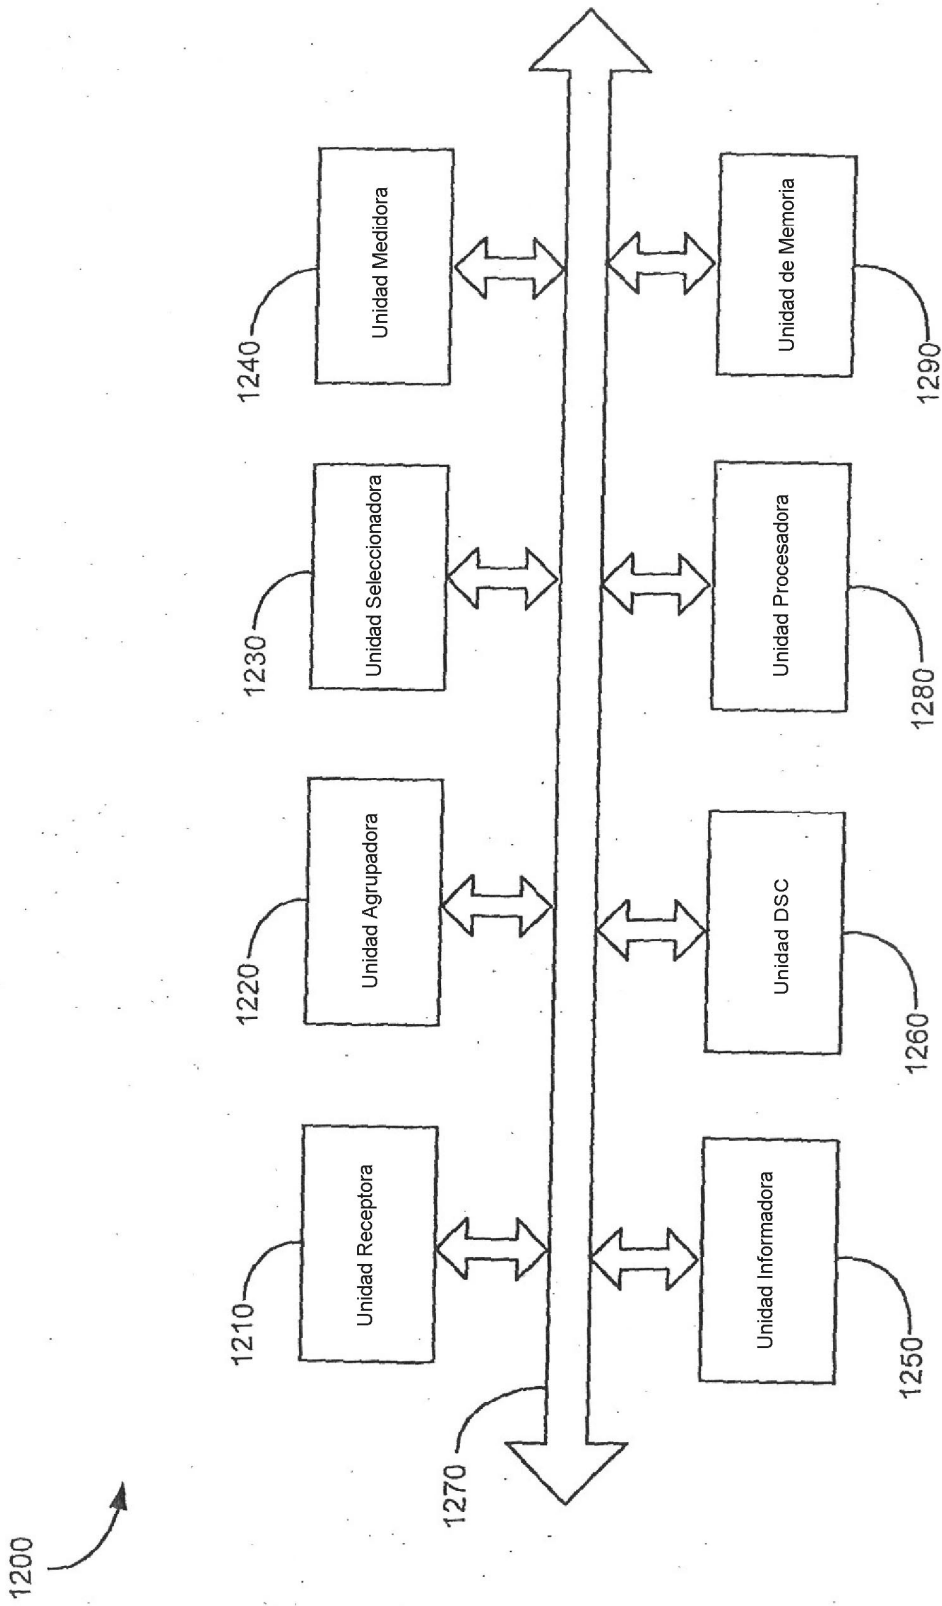 1200
1210
Unidad Receptora
1220
Unidad Agrupadora
1230
Unidad Seleccionadora
1240
Unidad Medidora
1270
Unidad Informadora
1250
Unidad DSC
1260
Unidad Procesadora
1280
Unidad de Memoria
1290